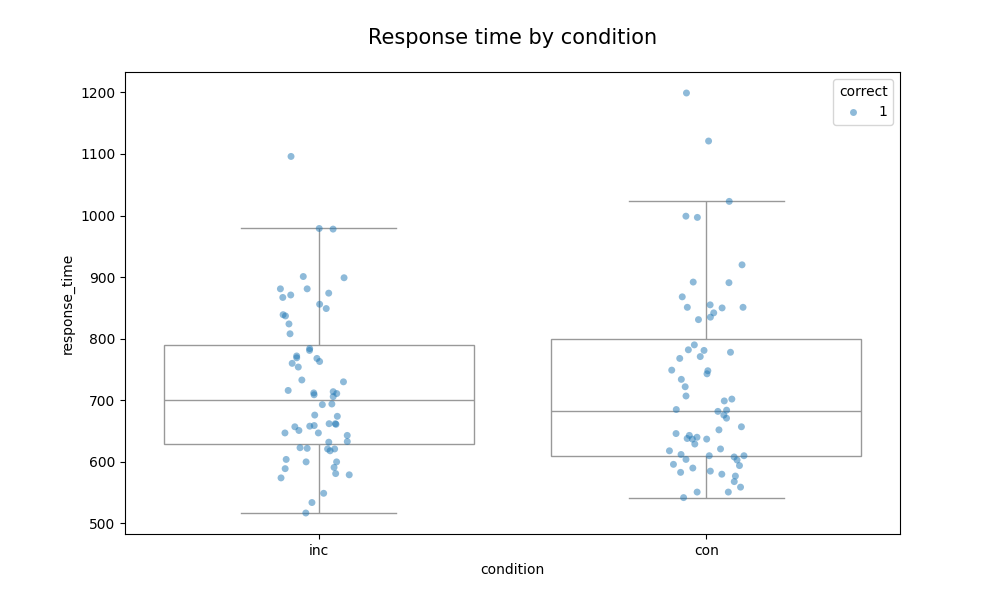 Response time by condition
correct
1
1200
1100
1000
900
800
700
600
500
response_time
inc
con
condition